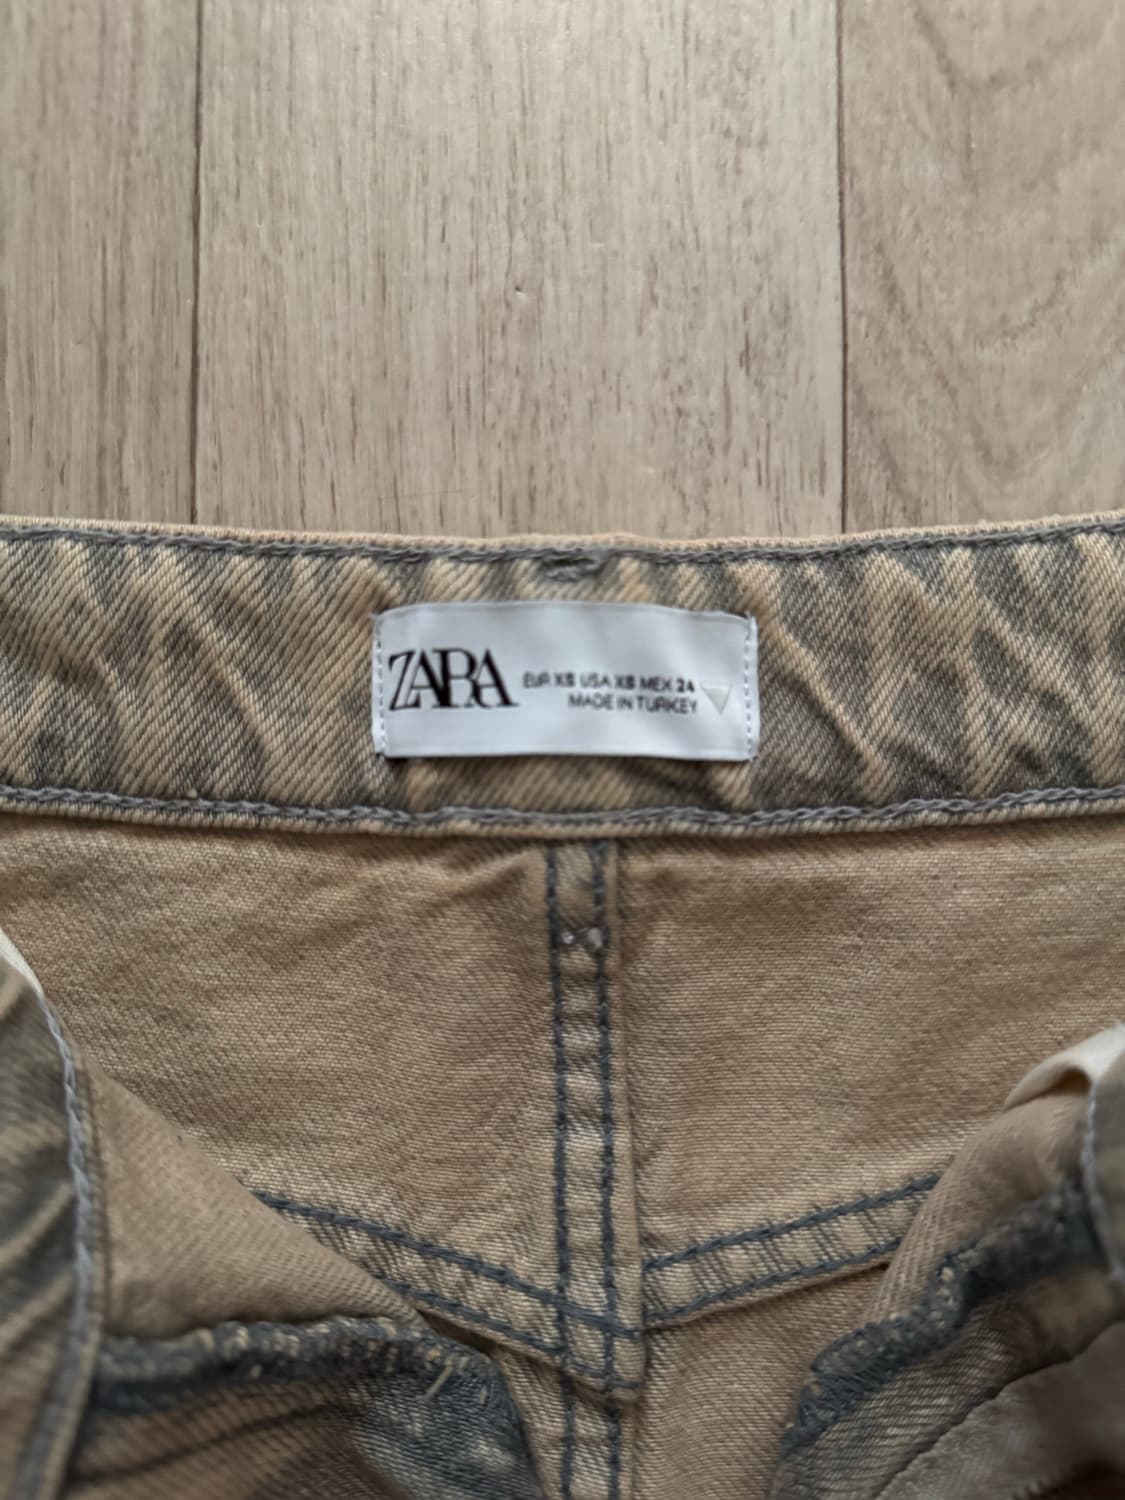 ZARA
EUR XS USA XS MEX 24
MADE IN TURKEY